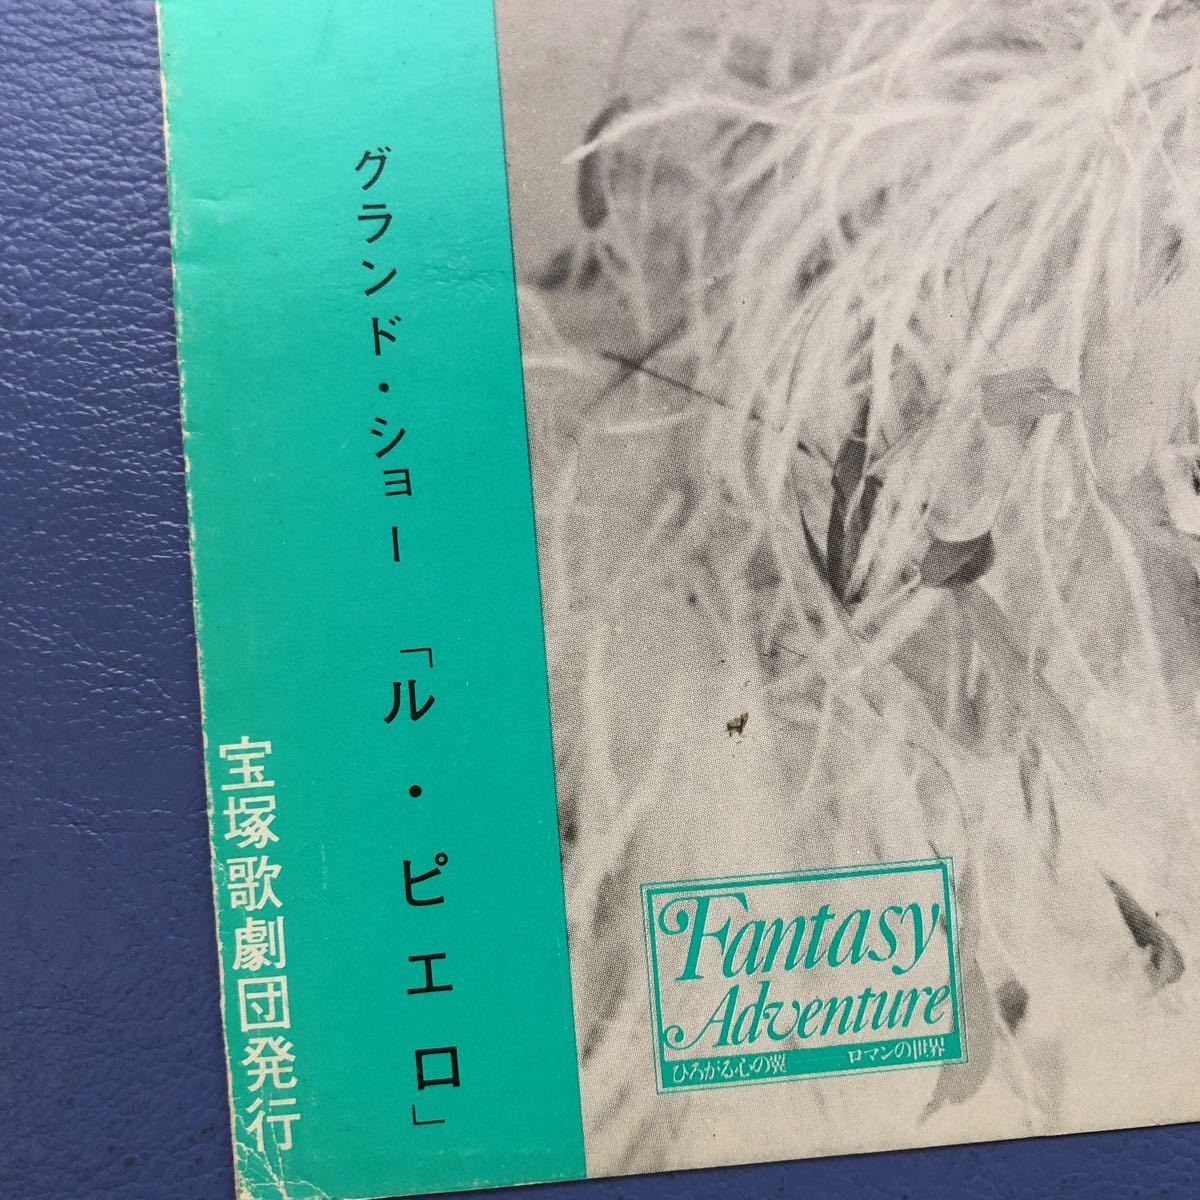 グランド・ショー「ル・ピエロ」
宝塚歌劇団発行
Fantasy
Adventure
ひろがる心の翼 ――ロマンの世界